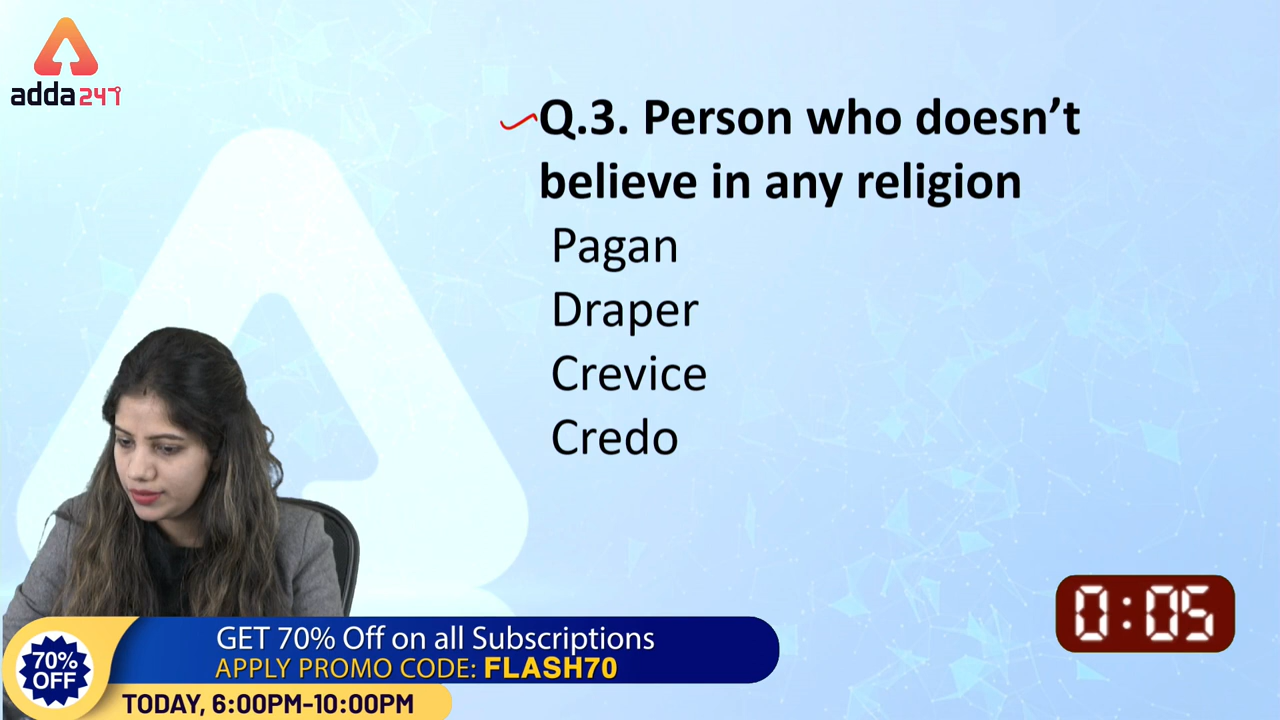 adda247
Q.3. Person who doesn't
believe in any religion
Pagan
Draper
Crevice
Credo
0:05
GET 70% Off on all Subscriptions
APPLY PROMO CODE: FLASH70
70%
OFF
TODAY, 6:00PM-10:00PM